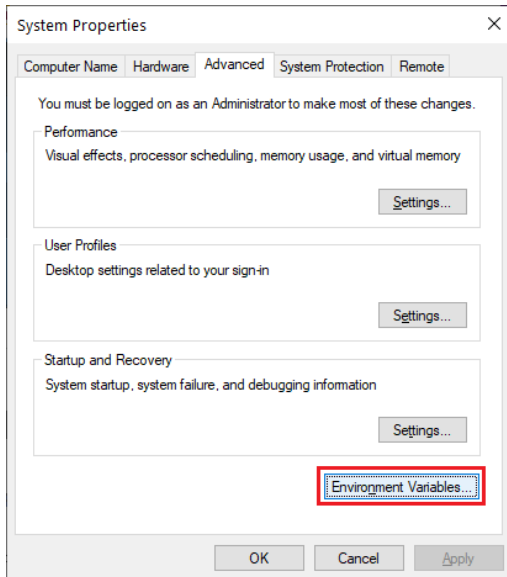 System Properties
Computer Name Hardware Advanced System Protection Remote
You must be logged on as an Administrator to make most of these changes.
Performance
Visual effects, processor scheduling, memory usage, and virtual memory
Settings...
User Profiles
Desktop settings related to your sign-in
Settings...
Startup and Recovery
System startup, system failure, and debugging information
Settings...
Environment Variables...
OK Cancel Apply